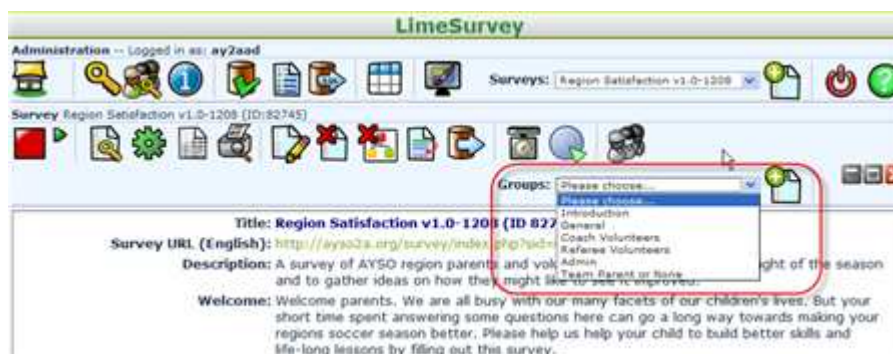 LimeSurvey
Administration -- Logged in as: ay2aad
Surveys: Region Satisfaction v1.0-1208
Survey Region Satisfaction v1.0-1208 (ID:82745)
Groups: Please choose...
Please choose...
Introduction
General
Coach Volunteers
Referee Volunteers
Admin
Team Parent or None
Title: Region Satisfaction v1.0-1208 (ID 827
Survey URL (English): http://ayso2a.org/survey/index.php?sid=
Description: A survey of AYSO region parents and ght of the season
and to gather ideas on how they might like to see it improved.
Welcome: Welcome parents. We are all busy with our many facets of our children's lives. But your
short time spent answering some questions here can go a long way towards making your
regions soccer season better. Please help us help your child to build better skills and
life-long lessons by filling out this survey.